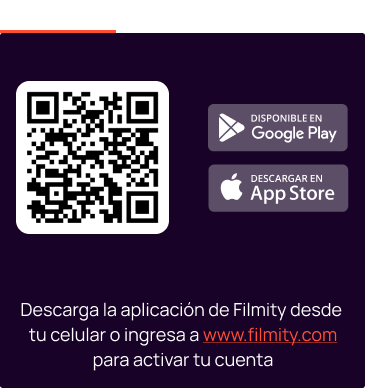 DISPONIBLE EN
Google Play
DESCARGAR EN
App Store
Descarga la aplicación de Filmity desde
tu celular o ingresa a www.filmity.com
para activar tu cuenta